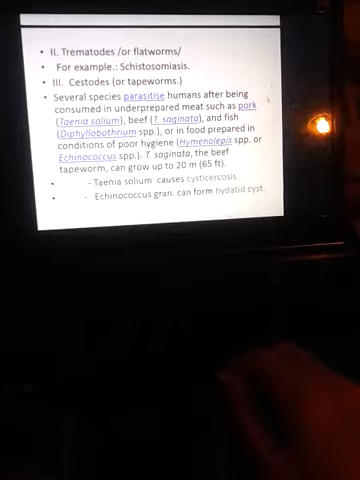 • II. Trematodes /or flatworms/
• For example.: Schistosomiasis.
• III. Cestodes (or tapeworms.)
• Several species parasitise humans after being
consumed in underprepared meat such as pork
(Taenia solium), beef (T. saginata), and fish
(Diphyllobothrium spp.), or in food prepared in
conditions of poor hygiene (Hymenolepis spp. or
Echinococcus spp.). T. saginata, the beef
tapeworm, can grow up to 20 m (65 ft).
• - Taenia solium causes cysticercosis.
• - Echinococcus gran. can form hydatid cyst.